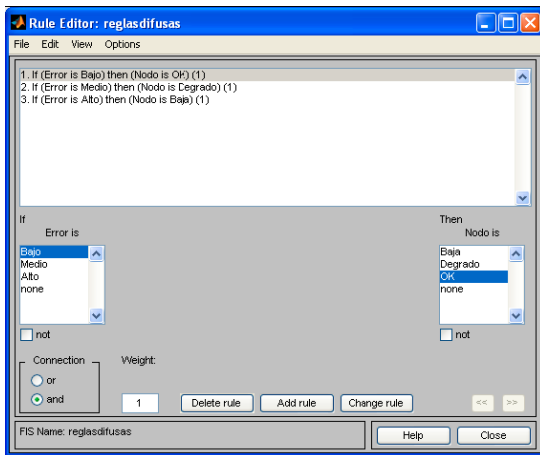 Rule Editor: reglasdifusas
File Edit View Options
1. If (Error is Bajo) then (Nodo is OK) (1)
2. If (Error is Medio) then (Nodo is Degrado) (1)
3. If (Error is Alto) then (Nodo is Baja) (1)
If
Error is
Bajo
Medio
Alto
none
not
Then
Nodo is
Baja
Degrado
OK
none
not
Connection
or
and
Weight:
1
Delete rule
Add rule
Change rule
<<
>>
FIS Name: reglasdifusas
Help
Close